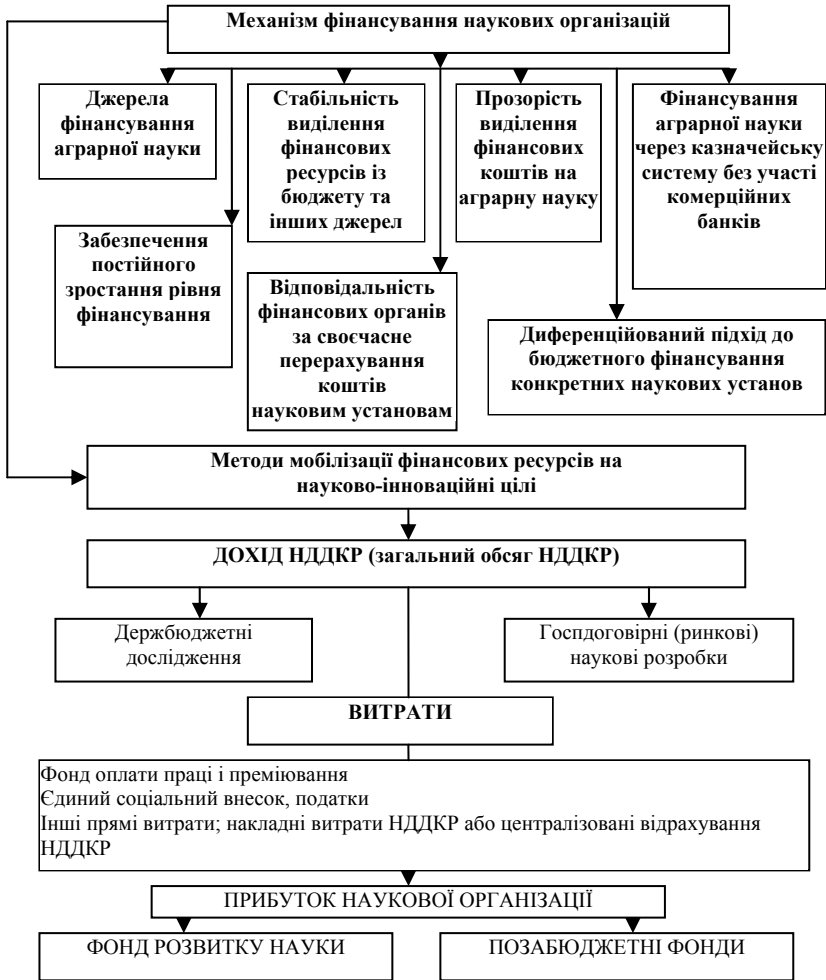 Механізм фінансування наукових організацій
Джерела
фінансування
аграрної науки
Стабільність
виділення
фінансових
ресурсів із
бюджету та
інших джерел
Прозорість
виділення
фінансових
коштів на
аграрну науку
Фінансування
аграрної науки
через казначейську
систему без участі
комерційних
банків
Забезпечення
постійного
зростання рівня
фінансування
Відповідальність
фінансових органів
за своєчасне
перерахування
коштів
науковим установам
Диференційований підхід до
бюджетного фінансування
конкретних наукових установ
Методи мобілізації фінансових ресурсів на
науково-інноваційні цілі
ДОХІД НДДКР (загальний обсяг НДДКР)
Держбюджетні
дослідження
Госпдоговірні (ринкові)
наукові розробки
ВИТРАТИ
Фонд оплати праці і преміювання
Єдиний соціальний внесок, податки
Інші прямі витрати; накладні витрати НДДКР або централізовані відрахування
НДДКР
ПРИБУТОК НАУКОВОЇ ОРГАНІЗАЦІЇ
ФОНД РОЗВИТКУ НАУКИ
ПОЗАБЮДЖЕТНІ ФОНДИ